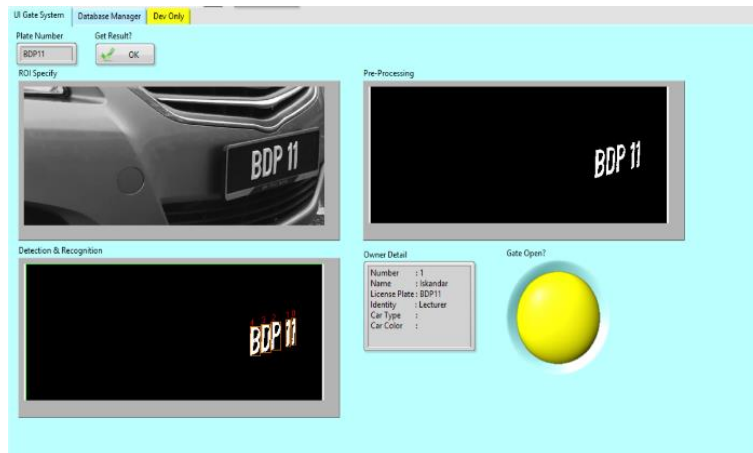 UI Gate System Database Manager Dev Only
Plate Number Get Result?
BDP11 OK
ROI Specify Pre-Processing
BDP 11
BDP 11
Detection & Recognition Owner Detail Gate Open?
Number : 1
Name : Iskandar
License Plate : BDP11
Identity : Lecturer
Car Type :
Car Color :
BDP 11